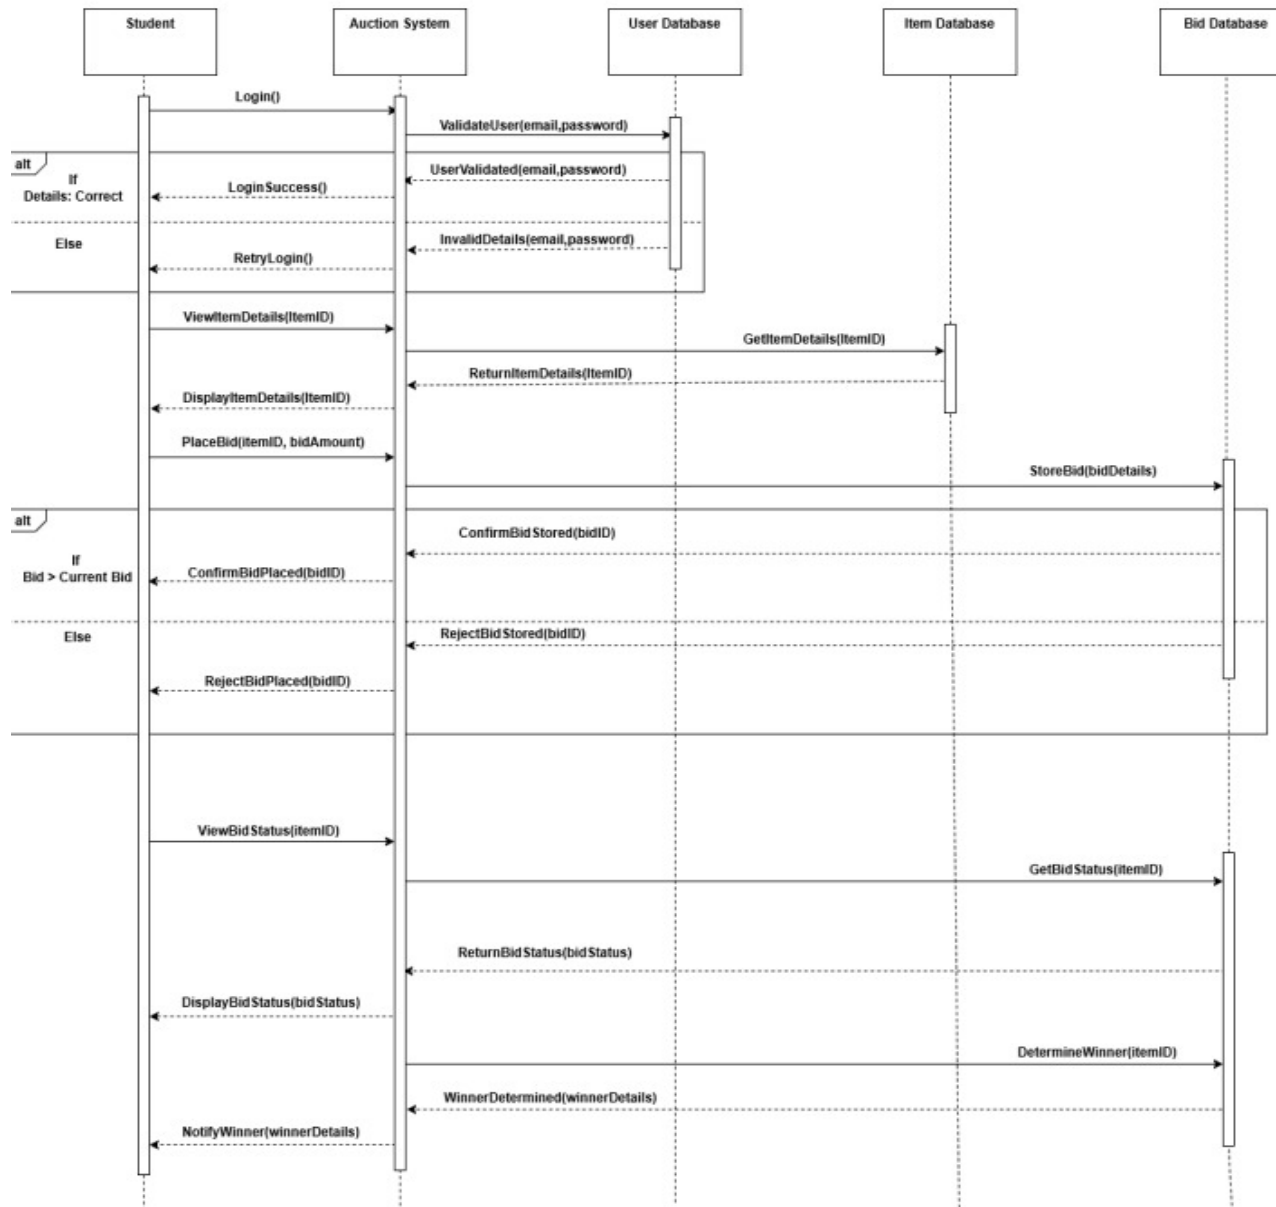 Student
Auction System
User Database
Item Database
Bid Database
Login()
ValidateUser(email,password)
alt
If
Details: Correct
UserValidated(email,password)
LoginSuccess()
Else
InvalidDetails(email,password)
RetryLogin()
ViewItemDetails(ItemID)
GetItemDetails(ItemID)
ReturnItemDetails(ItemID)
DisplayItemDetails(ItemID)
PlaceBid(itemID, bidAmount)
StoreBid(bidDetails)
alt
If
Bid > Current Bid
ConfirmBidStored(bidID)
ConfirmBidPlaced(bidID)
Else
RejectBidStored(bidID)
RejectBidPlaced(bidID)
ViewBidStatus(itemID)
GetBidStatus(itemID)
ReturnBidStatus(bidStatus)
DisplayBidStatus(bidStatus)
DetermineWinner(itemID)
WinnerDetermined(winnerDetails)
NotifyWinner(winnerDetails)